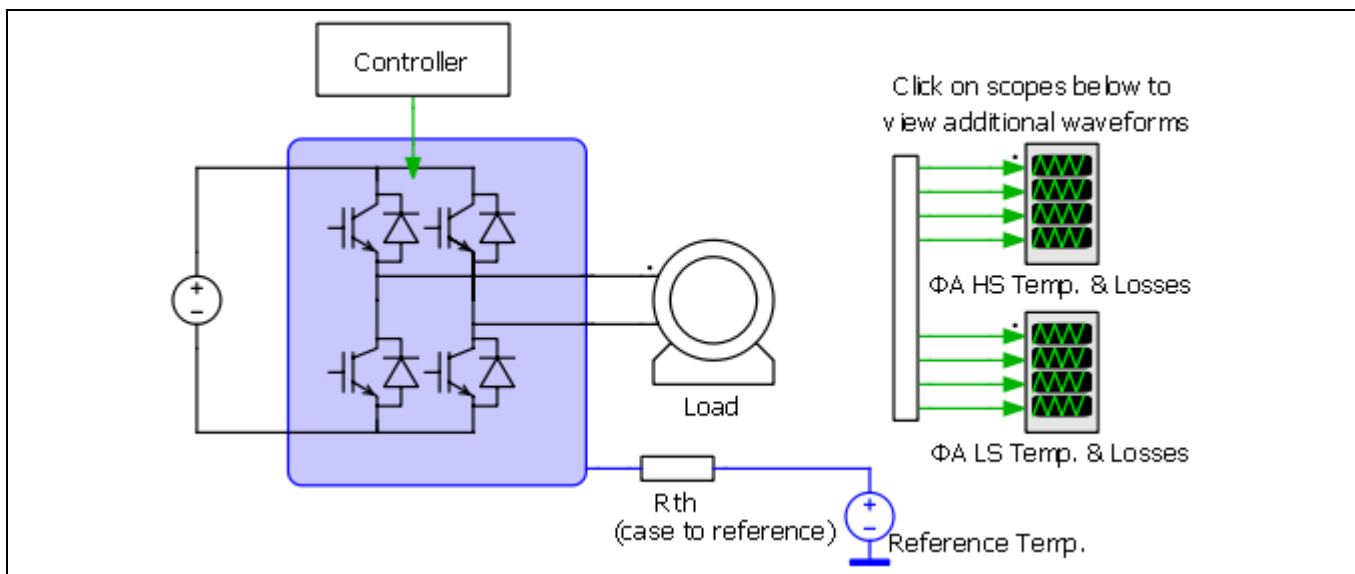 Controller
Click on scopes below to
view additional waveforms
ΦA HS Temp. & Losses
Load
ΦA LS Temp. & Losses
Rth
(case to reference)
Reference Temp.